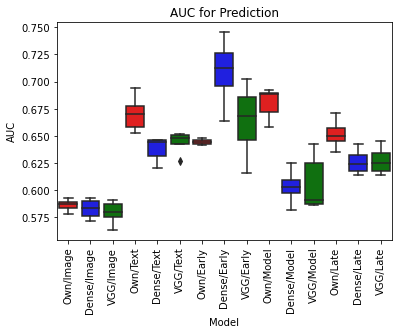 AUC for Prediction
AUC
0.750
0.725
0.700
0.675
0.650
0.625
0.600
0.575
Own/Image
Dense/Image
VGG/Image
Own/Text
Dense/Text
VGG/Text
Own/Early
Dense/Early
VGG/Early
Own/Model
Dense/Model
VGG/Model
Own/Late
Dense/Late
VGG/Late
Model